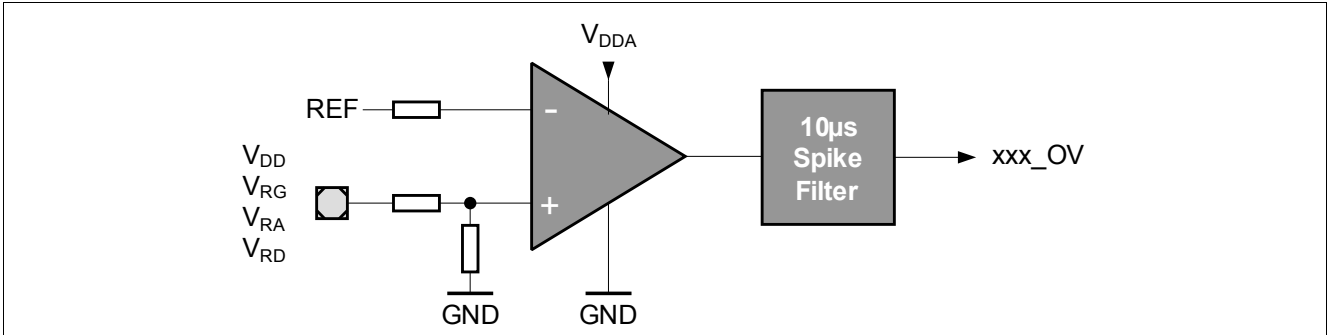 VDDA
REF
-
VDD
VRG
VRA
VRD
+
GND
GND
10µs
Spike
Filter
xxx_OV